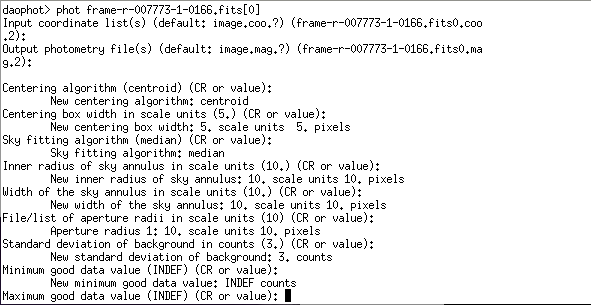 daophot> phot frame-r-007773-1-0166.fits[0]
Input coordinate list(s) (default: image.coo.?) (frame-r-007773-1-0166.fits0.coo
.2):
Output photometry file(s) (default: image.mag.?) (frame-r-007773-1-0166.fits0.ma
g.2):
Centering algorithm (centroid) (CR or value):
New centering algorithm: centroid
Centering box width in scale units (5.) (CR or value):
New centering box width: 5. scale units  5. pixels
Sky fitting algorithm (median) (CR or value):
Sky fitting algorithm: median
Inner radius of sky annulus in scale units (10.) (CR or value):
New inner radius of sky annulus: 10. scale units 10. pixels
Width of the sky annulus in scale units (10.) (CR or value):
New width of the sky annulus: 10. scale units 10. pixels
File/list of aperture radii in scale units (10) (CR or value):
Aperture radius 1: 10. scale units 10. pixels
Standard deviation of background in counts (3.) (CR or value):
New standard deviation of background: 3. counts
Minimum good data value (INDEF) (CR or value):
New minimum good data value: INDEF counts
Maximum good data value (INDEF) (CR or value):